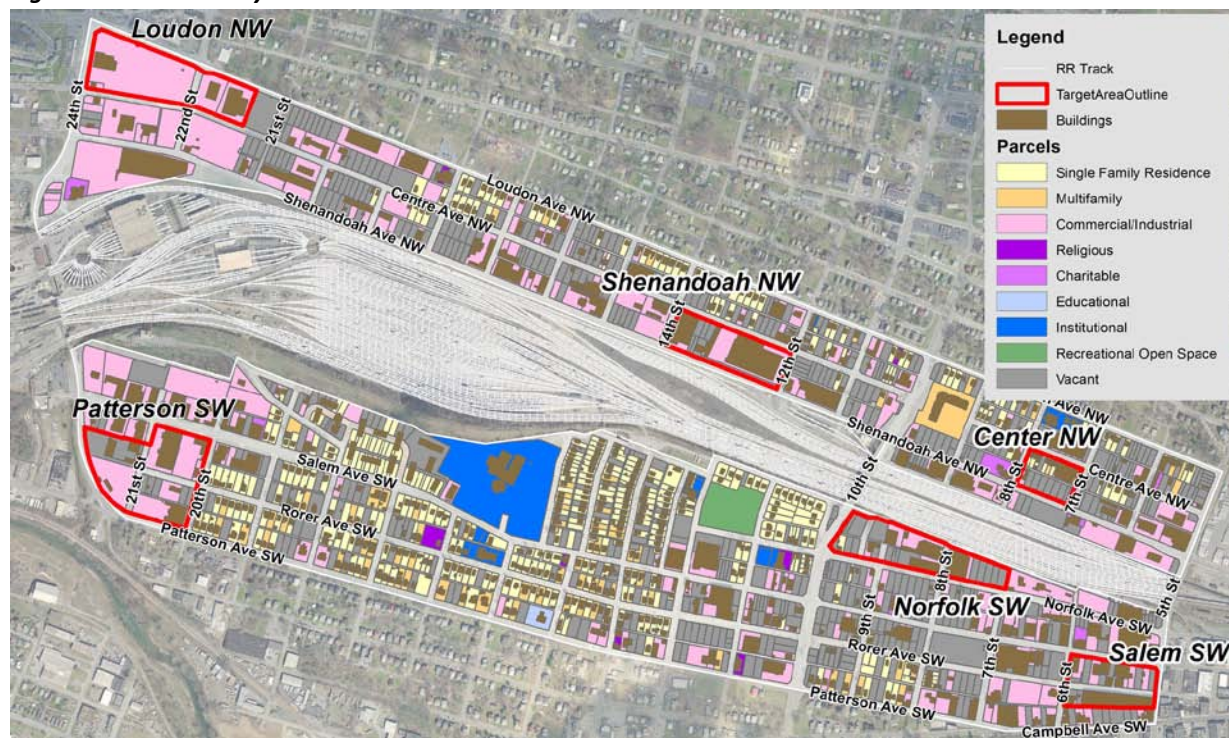 Loudon NW
24th St
22nd St
21st St
Loudon Ave NW
Centre Ave NW
Shenandoah Ave NW
Shenandoah NW
14th St
12th St
Shenandoah Ave NW
Center NW
8th St
7th St
Centre Ave NW
Ave NW
10th St
5th St
Patterson SW
21st St
20th St
Salem Ave SW
Rorer Ave SW
Patterson Ave SW
8th St
Norfolk SW
Norfolk Ave SW
9th St
Rorer Ave SW
7th St
6th St
Salem SW
Patterson Ave SW
Campbell Ave SW
Legend
RR Track
TargetAreaOutline
Buildings
Parcels
Single Family Residence
Multifamily
Commercial/Industrial
Religious
Charitable
Educational
Institutional
Recreational Open Space
Vacant